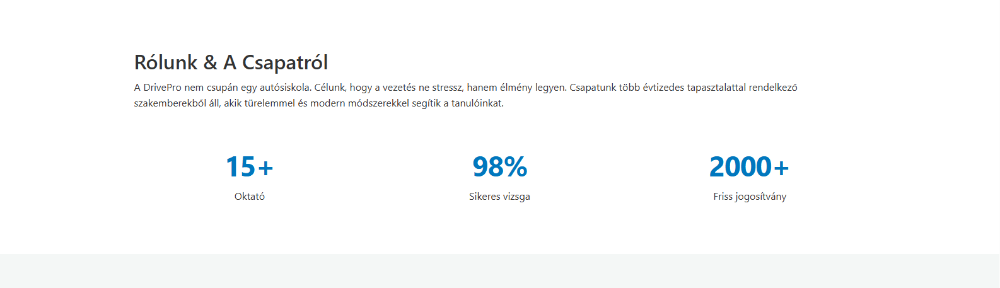 Rólunk & A Csapatról
A DrivePro nem csupán egy autósiskola. Célunk, hogy a vezetés ne stressz, hanem élmény legyen. Csapatunk több évtizedes tapasztalattal rendelkező
szakemberekből áll, akik türelemmel és modern módszerekkel segítik a tanulóinkat.
15+
98%
2000+
Oktató
Sikeres vizsga
Friss jogosítvány